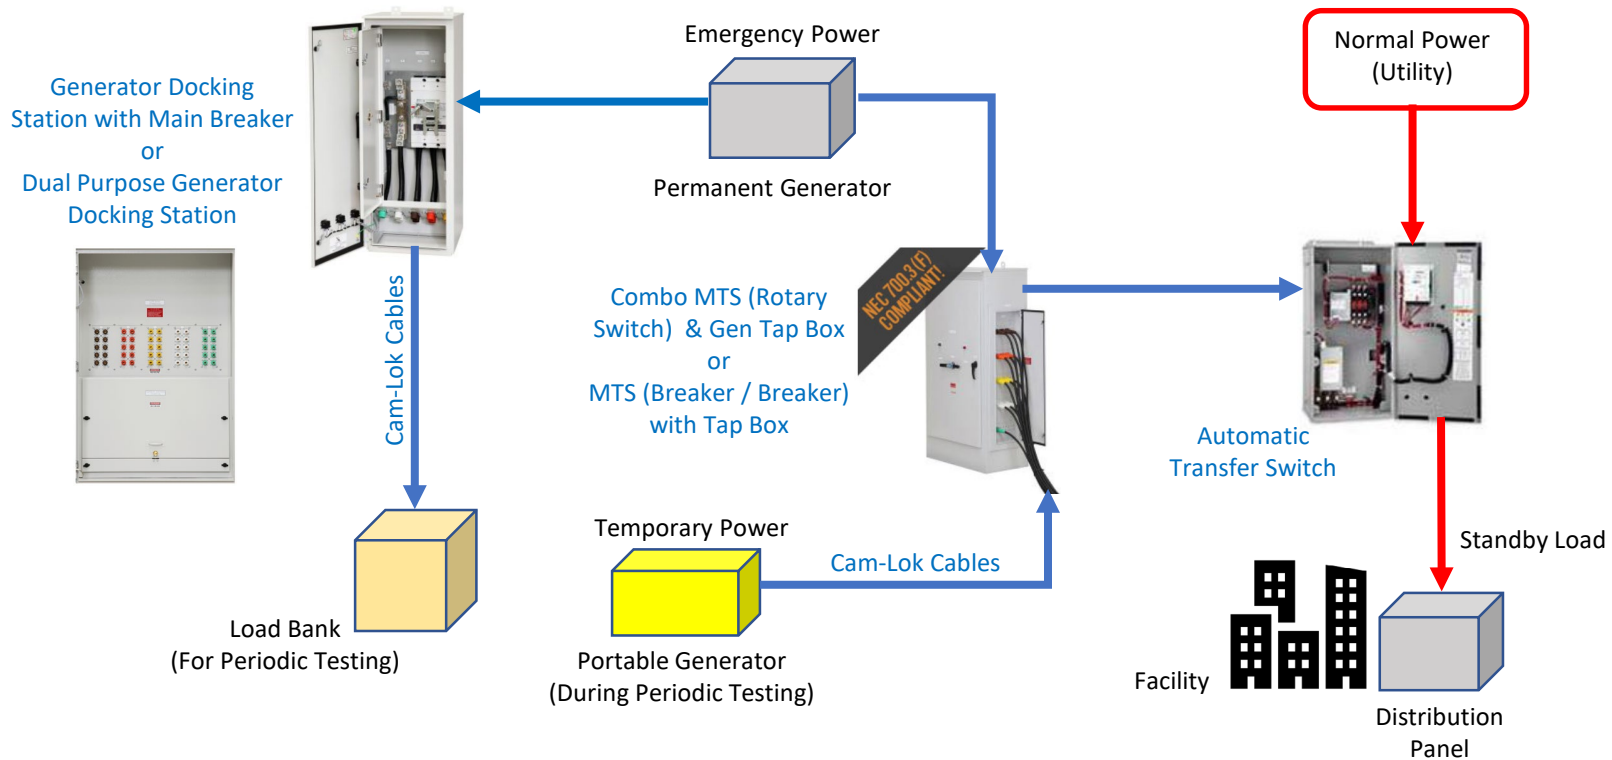 Emergency Power
Normal Power
(Utility)
Generator Docking
Station with Main Breaker
or
Dual Purpose Generator
Docking Station
Permanent Generator
NEC 700.3 (F)
COMPLIANT!
Cam-Lok Cables
Combo MTS (Rotary
Switch) & Gen Tap Box
or
MTS (Breaker / Breaker)
with Tap Box
Automatic
Transfer Switch
Temporary Power
Cam-Lok Cables
Standby Load
Load Bank
(For Periodic Testing)
Portable Generator
(During Periodic Testing)
Facility
Distribution
Panel